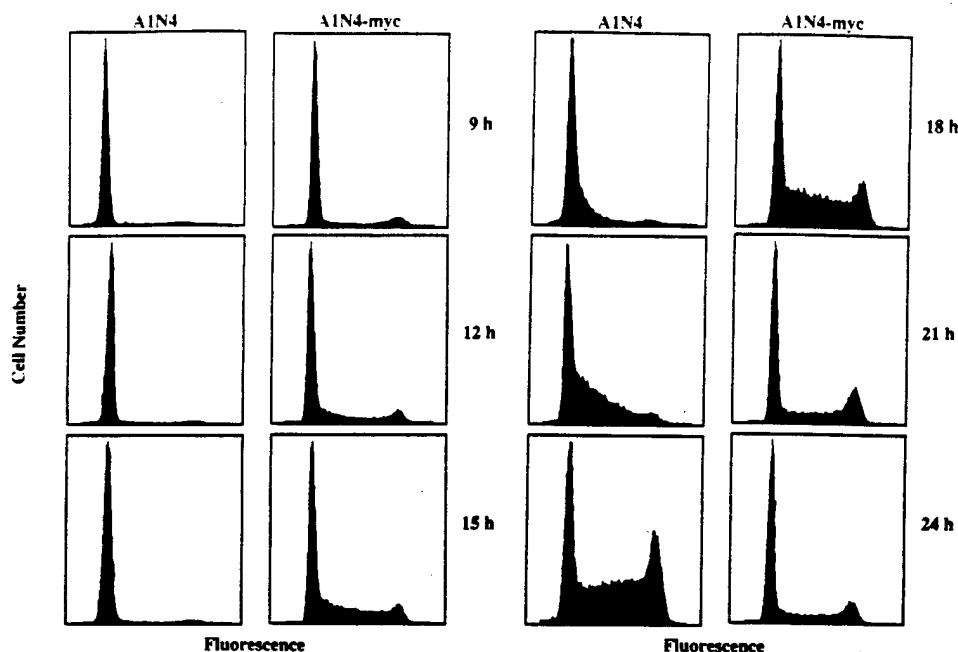 A1N4 A1N4-myc A1N4 A1N4-myc
9 h 18 h
Cell Number
12 h 21 h
15 h 24 h
Fluorescence Fluorescence